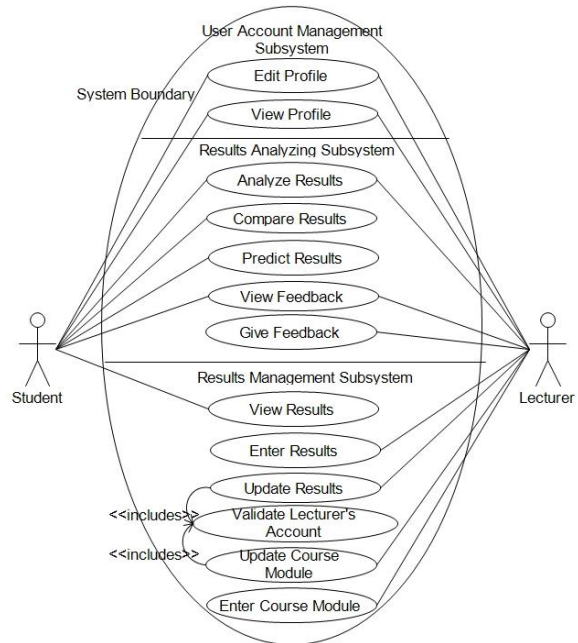 User Account Management
Subsystem
Edit Profile
System Boundary
View Profile
Results Analyzing Subsystem
Analyze Results
Compare Results
Predict Results
View Feedback
Give Feedback
Student
Lecturer
Results Management Subsystem
View Results
Enter Results
Update Results
<<includes>>
Validate Lecturer's
Account
<<includes>>
Update Course
Module
Enter Course Module